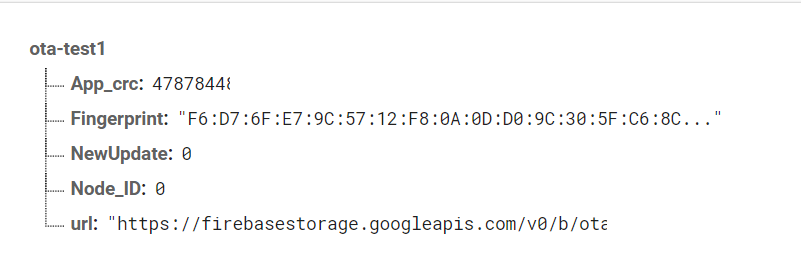 ota-test1
App_crc: 47878448
Fingerprint: "F6:D7:6F:E7:9C:57:12:F8:0A:0D:D0:9C:30:5F:C6:8C..."
NewUpdate: 0
Node_ID: 0
url: "https://firebasestorage.googleapis.com/v0/b/ota